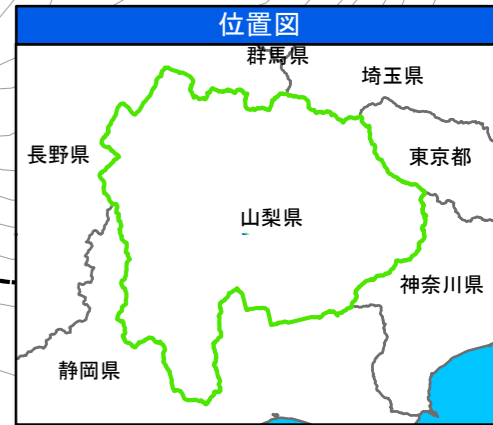 位置図
群馬県
埼玉県
長野県
東京都
山梨県
神奈川県
静岡県